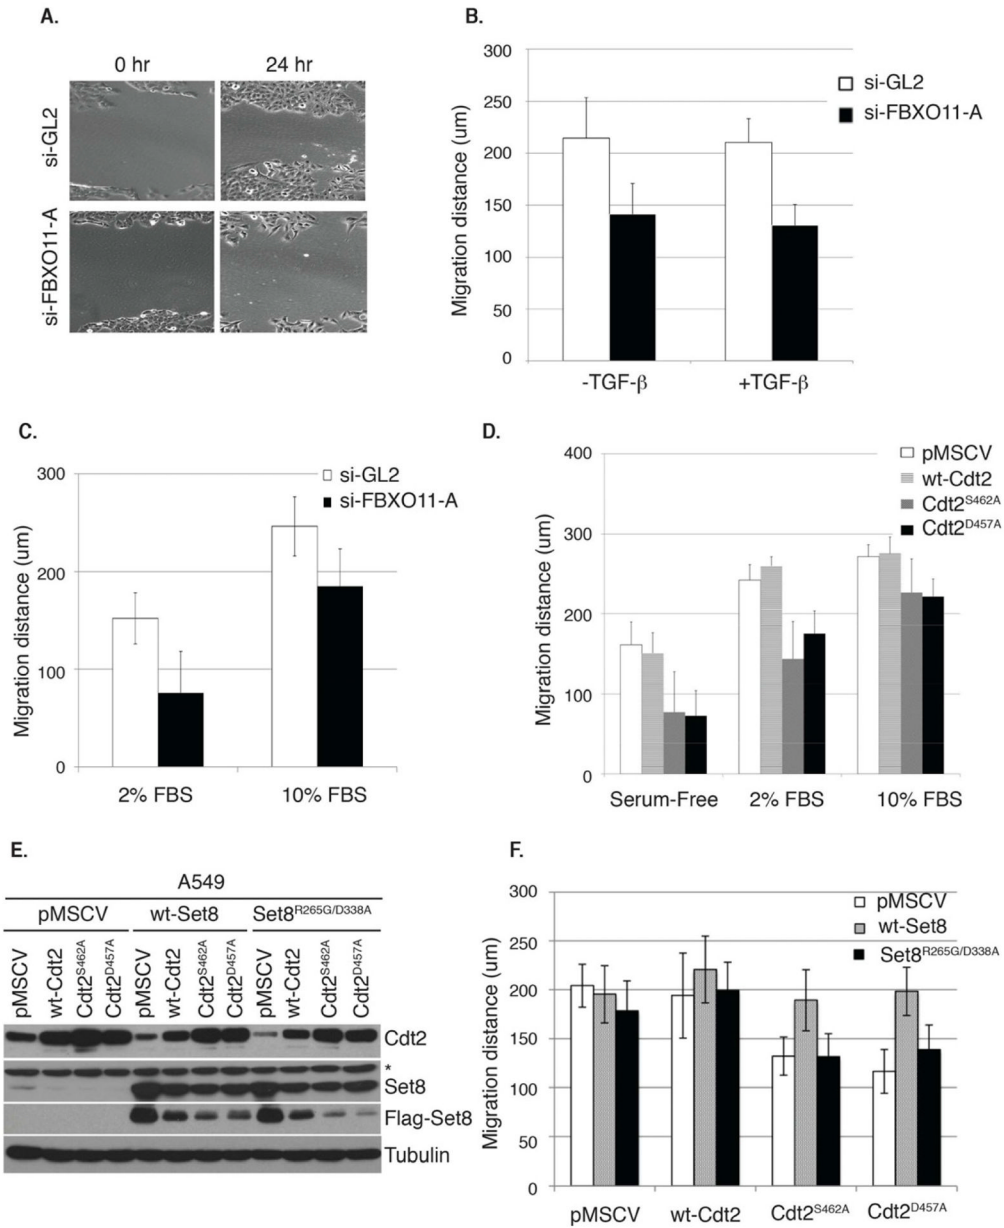 A.
0 hr 24 hr
si-GL2
si-FBXO11-A
B.
300
250
200
150
100
50
0
Migration distance (um)
si-GL2
si-FBXO11-A
-TGF-β +TGF-β
C.
300
200
100
0
Migration distance (um)
si-GL2
si-FBXO11-A
2% FBS 10% FBS
D.
400
300
200
100
0
Migration distance (um)
pMSCV
wt-Cdt2
Cdt2S462A
Cdt2D457A
Serum-Free 2% FBS 10% FBS
E.
A549
pMSCV wt-Set8 Set8R265G/D338A
pMSCV wt-Cdt2 Cdt2S462A Cdt2D457A pMSCV wt-Cdt2 Cdt2S462A Cdt2D457A pMSCV wt-Cdt2 Cdt2S462A Cdt2D457A
Cdt2
*
Set8
Flag-Set8
Tubulin
F.
300
250
200
150
100
50
0
Migration distance (um)
pMSCV
wt-Set8
Set8R265G/D338A
pMSCV wt-Cdt2 Cdt2S462A Cdt2D457A